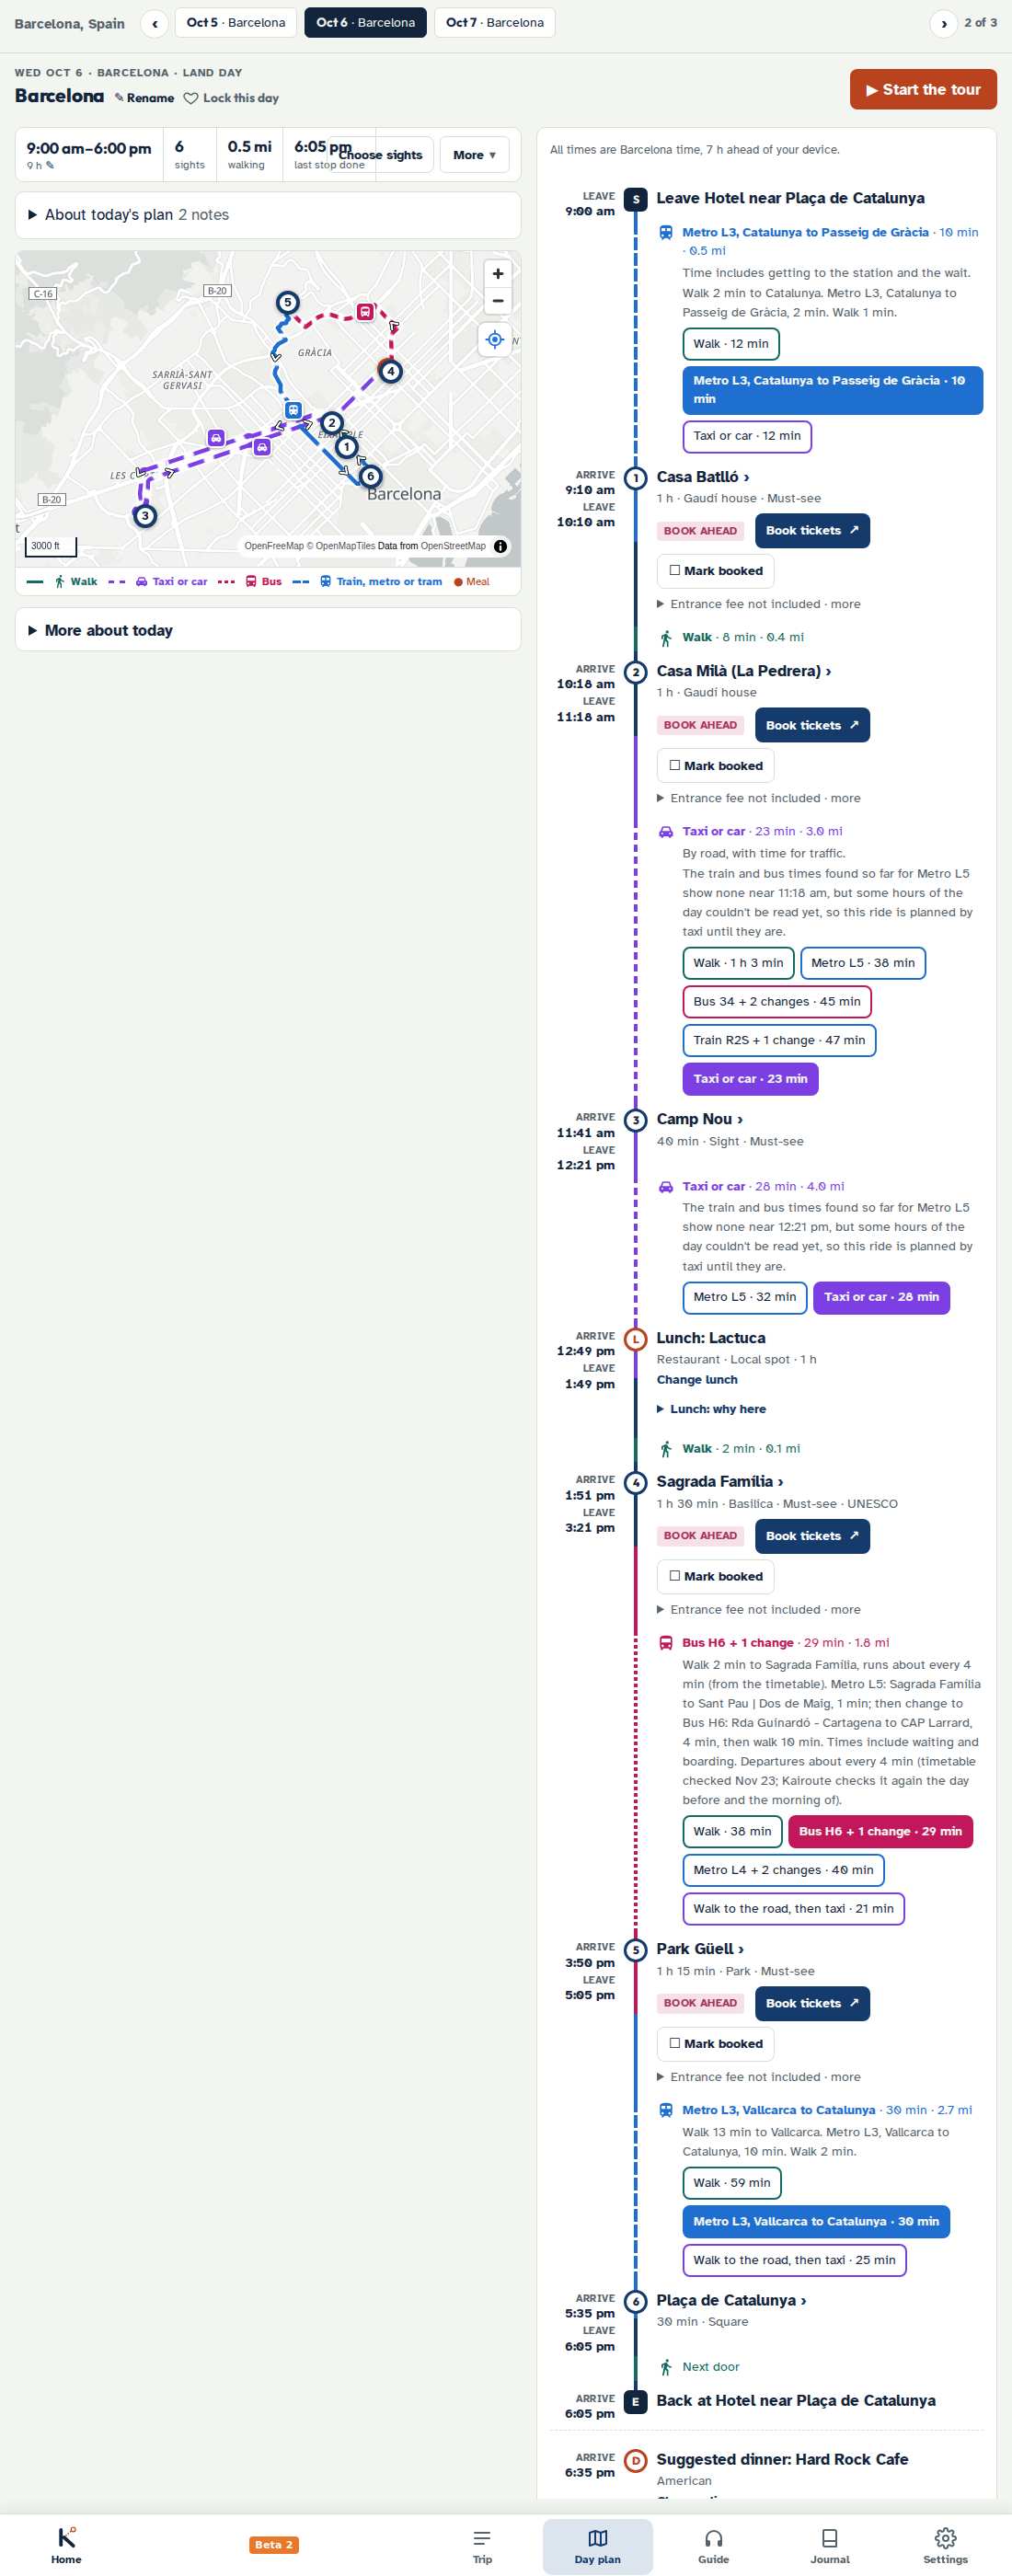 Barcelona, Spain
‹
Oct 5 · Barcelona
Oct 6 · Barcelona
Oct 7 · Barcelona
›
2 of 3
WED OCT 6 · BARCELONA · LAND DAY
Barcelona
✎ Rename
Lock this day
▶ Start the tour
9:00 am–6:00 pm
9 h ✎
6
sights
0.5 mi
walking
6:05 pm
last stop done
Choose sights
More ▾
▶ About today's plan 2 notes
C-16
B-20
GRÀCIA
SARRIÀ-SANT
GERVASI
B-20
Barcelona
5
4
2
1
6
3
+
−
3000 ft
OpenFreeMap © OpenMapTiles Data from OpenStreetMap
Walk
Taxi or car
Bus
Train, metro or tram
Meal
▶ More about today
All times are Barcelona time, 7 h ahead of your device.
LEAVE
9:00 am
S
Leave Hotel near Plaça de Catalunya
Metro L3, Catalunya to Passeig de Gràcia · 10 min
· 0.5 mi
Time includes getting to the station and the wait.
Walk 2 min to Catalunya. Metro L3, Catalunya to
Passeig de Gràcia, 2 min. Walk 1 min.
Walk · 12 min
Metro L3, Catalunya to Passeig de Gràcia · 10
min
Taxi or car · 12 min
ARRIVE
9:10 am
LEAVE
10:10 am
1
Casa Batlló ›
1 h · Gaudí house · Must-see
BOOK AHEAD
Book tickets ↗
☐ Mark booked
▶ Entrance fee not included · more
Walk · 8 min · 0.4 mi
ARRIVE
10:18 am
LEAVE
11:18 am
2
Casa Milà (La Pedrera) ›
1 h · Gaudí house
BOOK AHEAD
Book tickets ↗
☐ Mark booked
▶ Entrance fee not included · more
Taxi or car · 23 min · 3.0 mi
By road, with time for traffic.
The train and bus times found so far for Metro L5
show none near 11:18 am, but some hours of the
day couldn't be read yet, so this ride is planned by
taxi until they are.
Walk · 1 h 3 min
Metro L5 · 38 min
Bus 34 + 2 changes · 45 min
Train R2S + 1 change · 47 min
Taxi or car · 23 min
ARRIVE
11:41 am
LEAVE
12:21 pm
3
Camp Nou ›
40 min · Sight · Must-see
Taxi or car · 28 min · 4.0 mi
The train and bus times found so far for Metro L5
show none near 12:21 pm, but some hours of the
day couldn't be read yet, so this ride is planned by
taxi until they are.
Metro L5 · 32 min
Taxi or car · 28 min
ARRIVE
12:49 pm
LEAVE
1:49 pm
L
Lunch: Lactuca
Restaurant · Local spot · 1 h
Change lunch
▶ Lunch: why here
Walk · 2 min · 0.1 mi
ARRIVE
1:51 pm
LEAVE
3:21 pm
4
Sagrada Família ›
1 h 30 min · Basilica · Must-see · UNESCO
BOOK AHEAD
Book tickets ↗
☐ Mark booked
▶ Entrance fee not included · more
Bus H6 + 1 change · 29 min · 1.8 mi
Walk 2 min to Sagrada Família, runs about every 4
min (from the timetable). Metro L5: Sagrada Família
to Sant Pau | Dos de Maig, 1 min; then change to
Bus H6: Rda Guinardó - Cartagena to CAP Larrard,
4 min, then walk 10 min. Times include waiting and
boarding. Departures about every 4 min (timetable
checked Nov 23; Kairoute checks it again the day
before and the morning of).
Walk · 38 min
Bus H6 + 1 change · 29 min
Metro L4 + 2 changes · 40 min
Walk to the road, then taxi · 21 min
ARRIVE
3:50 pm
LEAVE
5:05 pm
5
Park Güell ›
1 h 15 min · Park · Must-see
BOOK AHEAD
Book tickets ↗
☐ Mark booked
▶ Entrance fee not included · more
Metro L3, Vallcarca to Catalunya · 30 min · 2.7 mi
Walk 13 min to Vallcarca. Metro L3, Vallcarca to
Catalunya, 10 min. Walk 2 min.
Walk · 59 min
Metro L3, Vallcarca to Catalunya · 30 min
Walk to the road, then taxi · 25 min
ARRIVE
5:35 pm
LEAVE
6:05 pm
6
Plaça de Catalunya ›
30 min · Square
Next door
ARRIVE
6:05 pm
E
Back at Hotel near Plaça de Catalunya
ARRIVE
6:35 pm
D
Suggested dinner: Hard Rock Cafe
American
Home
Beta 2
Trip
Day plan
Guide
Journal
Settings